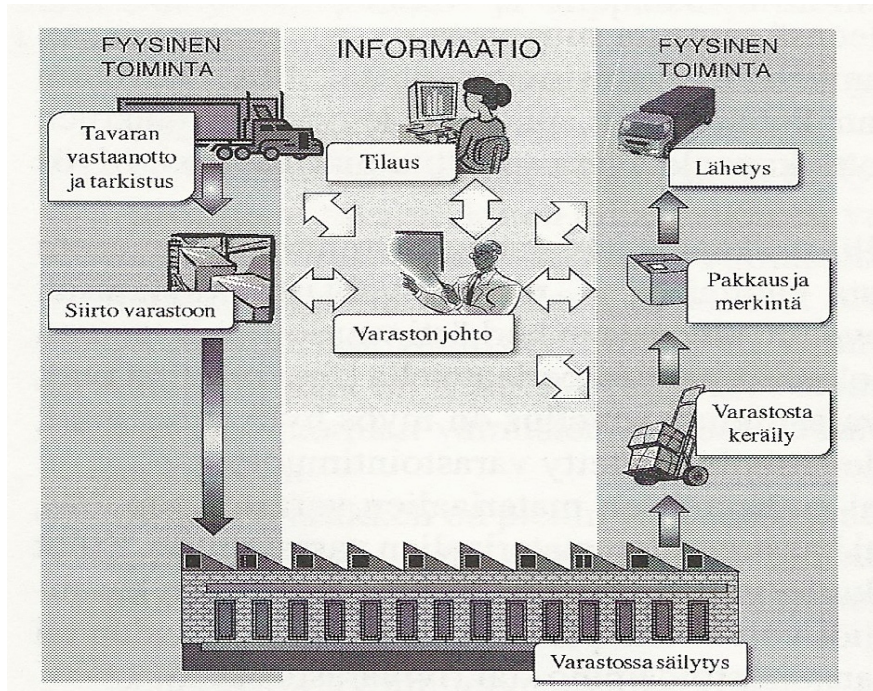 FYYSINEN
TOIMINTA
INFORMAATIO
FYYSINEN
TOIMINTA
Tavaran
vastaanotto
ja tarkistus
Tilaus
Lähetys
Siirto varastoon
Varaston johto
Pakkaus ja
merkintä
Varastosta
keräily
Varastossa säilytys